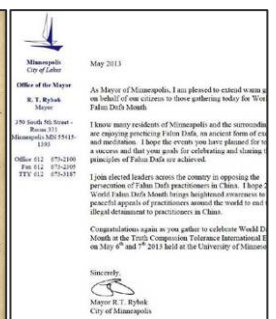 Minneapolis
City of Lakes
Office of the Mayor
R. T. Rybak
Mayor
350 South 5th Street -
Room 331
Minneapolis MN 55415-
1393
Office 612 673-2100
Fax 612 673-2305
TTY 612 673-3187
May 2013
As Mayor of Minneapolis, I am pleased to extend warm g
on behalf of our citizens to those gathering today for Worl
Falun Dafa Month
I know many residents of Minneapolis and the surroundin
are enjoying practicing Falun Dafa, an ancient form of exe
and meditation. I hope the events you have planned for to
a success and that your goals for celebrating and sharing t
principles of Falun Dafa are achieved.
I join elected leaders across the country in opposing the
persecution of Falun Dafa practitioners in China. I hope 2
World Falun Dafa Month brings heightened awareness to
peaceful appeals of practitioners around the world to end t
illegal detainment to practitioners in China.
Congratulations again as you gather to celebrate World D
Month at the Truth Compassion Tolerance International E
on May 6th and 7th 2013 held at the University of Minneso
Sincerely,
Mayor R.T. Rybak
City of Minneapolis